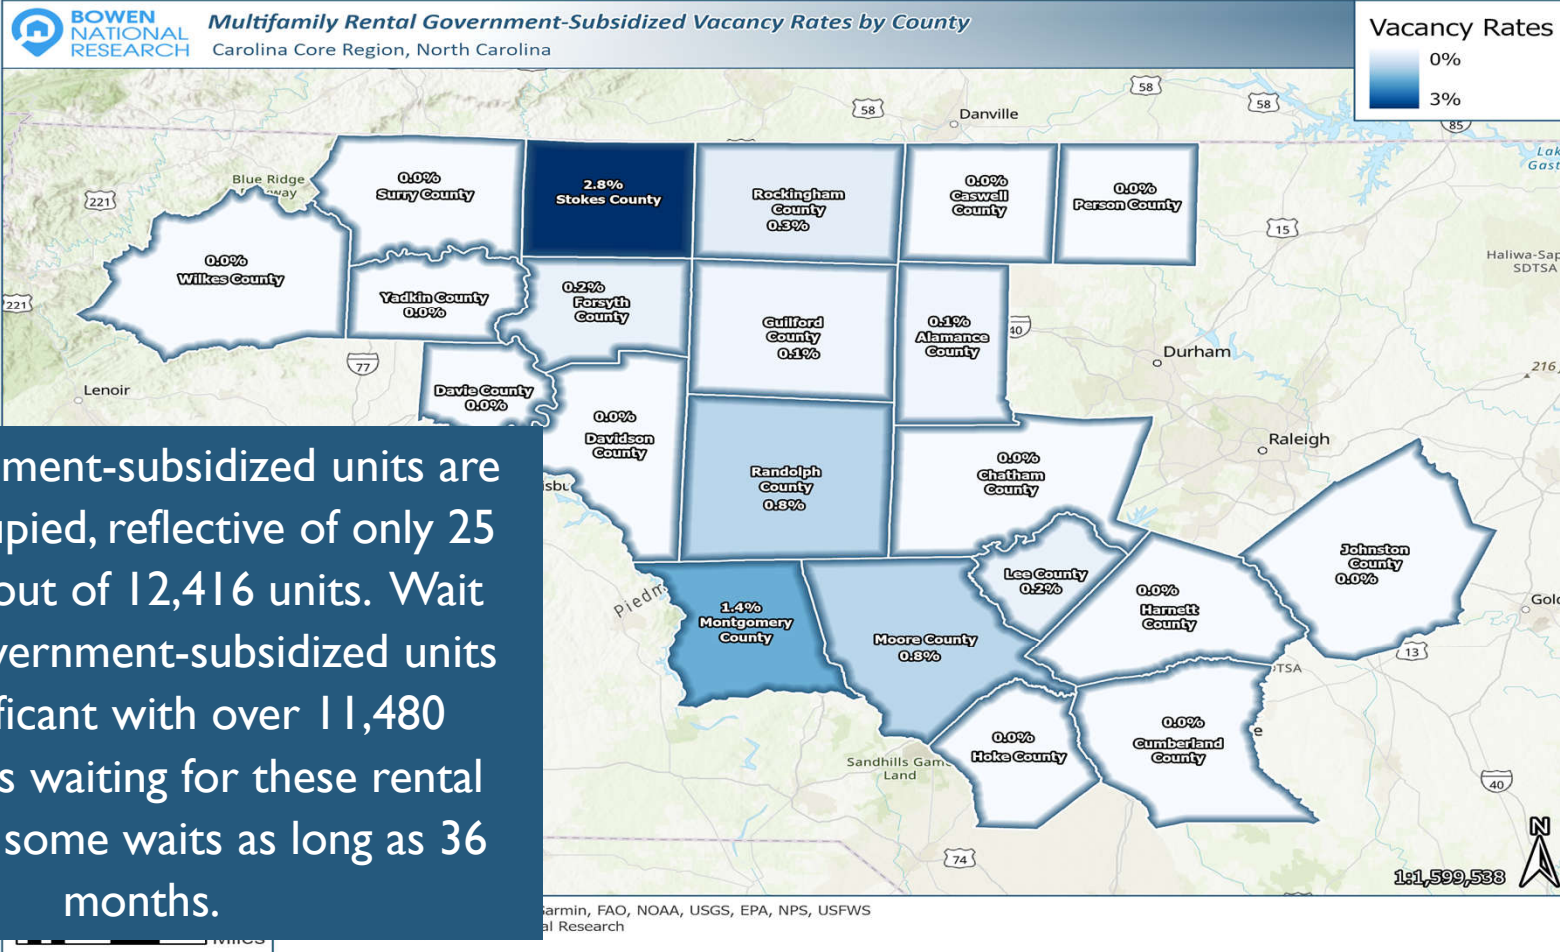 BOWEN
NATIONAL
RESEARCH
Multifamily Rental Government-Subsidized Vacancy Rates by County
Carolina Core Region, North Carolina
Vacancy Rates
0%
3%
58
58
58
85
Danville
Blue Ridge
221
221
15
77
40
Lenoir
Durham
Raleigh
216
13
40
74
0.0%
Surry County
2.8%
Stokes County
Rockingham
County
0.3%
0.0%
Caswell
County
0.0%
Person County
0.0%
Wilkes County
Yadkin County
0.0%
0.2%
Forsyth
County
Guilford
County
0.1%
0.1%
Alamance
County
Davie County
0.0%
0.0%
Davidson
County
Randolph
County
0.8%
0.0%
Chatham
County
1.4%
Montgomery
County
Moore County
0.8%
Lee County
0.2%
0.0%
Harnett
County
Johnston
County
0.0%
0.0%
Hoke County
0.0%
Cumberland
County
SDTSA
Sandhills
Land
ment-subsidized units are
pied, reflective of only 25
out of 12,416 units. Wait
vernment-subsidized units
ficant with over 11,480
s waiting for these rental
some waits as long as 36
months.
N
1:1,599,538
Garmin, FAO, NOAA, USGS, EPA, NPS, USFWS
al Research